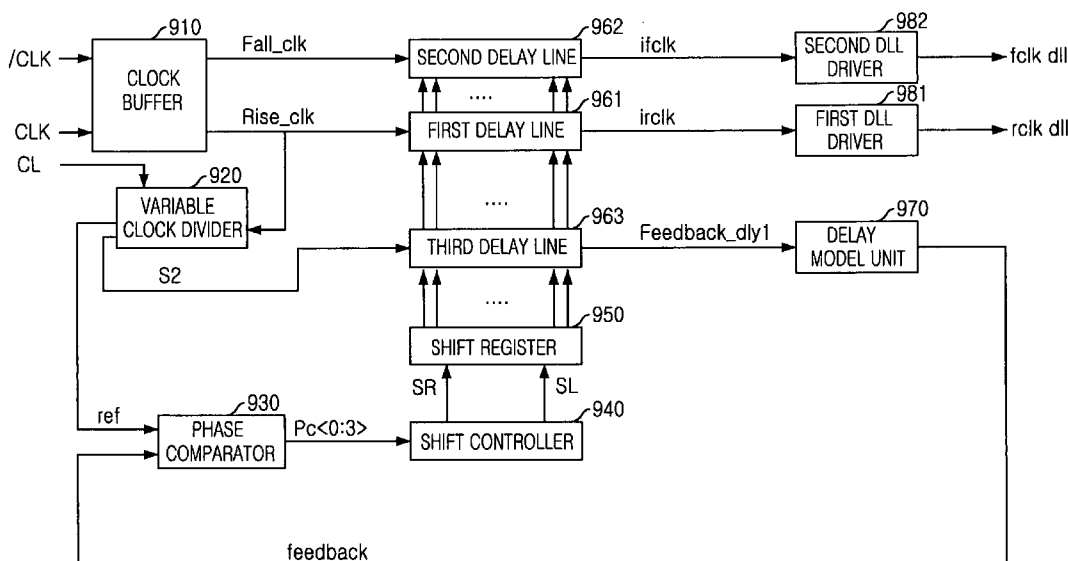 910
962
982
/CLK
Fall_clk
SECOND DELAY LINE
ifclk
SECOND DLL
DRIVER
fclk dll
CLOCK
BUFFER
....
961
981
CLK
Rise_clk
FIRST DELAY LINE
irclk
FIRST DLL
DRIVER
rclk dll
CL
920
VARIABLE
CLOCK DIVIDER
....
963
970
S2
THIRD DELAY LINE
Feedback_dly1
DELAY
MODEL UNIT
....
950
SHIFT REGISTER
SR
SL
ref
930
940
PHASE
COMPARATOR
Pc<0:3>
SHIFT CONTROLLER
feedback